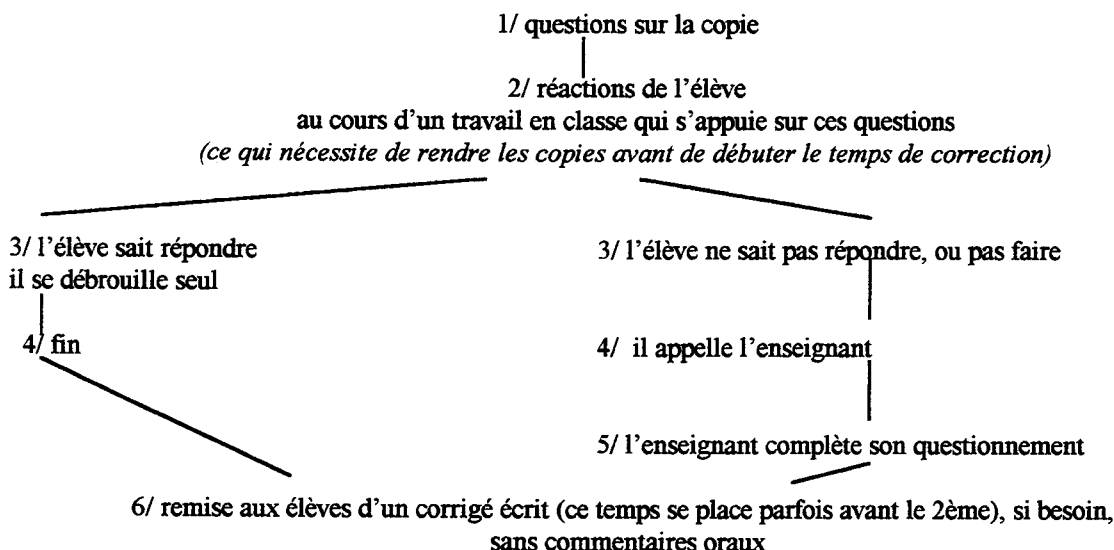 1/ questions sur la copie
2/ réactions de l'élève
au cours d'un travail en classe qui s'appuie sur ces questions
(ce qui nécessite de rendre les copies avant de débuter le temps de correction)
3/ l'élève sait répondre
il se débrouille seul
4/ fin
3/ l'élève ne sait pas répondre, ou pas faire
4/ il appelle l'enseignant
5/ l'enseignant complète son questionnement
6/ remise aux élèves d'un corrigé écrit (ce temps se place parfois avant le 2ème), si besoin,
sans commentaires oraux